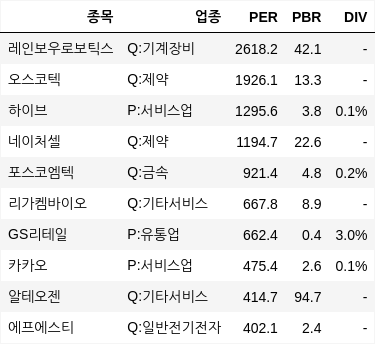 종목 업종 PER PBR DIV
레인보우로보틱스 Q:기계장비 2618.2 42.1 -
오스코텍 Q:제약 1926.1 13.3 -
하이브 P:서비스업 1295.6 3.8 0.1%
네이처셀 Q:제약 1194.7 22.6 -
포스코엠텍 Q:금속 921.4 4.8 0.2%
리가켐바이오 Q:기타서비스 667.8 8.9 -
GS리테일 P:유통업 662.4 0.4 3.0%
카카오 P:서비스업 475.4 2.6 0.1%
알테오젠 Q:기타서비스 414.7 94.7 -
에프에스티 Q:일반전기전자 402.1 2.4 -